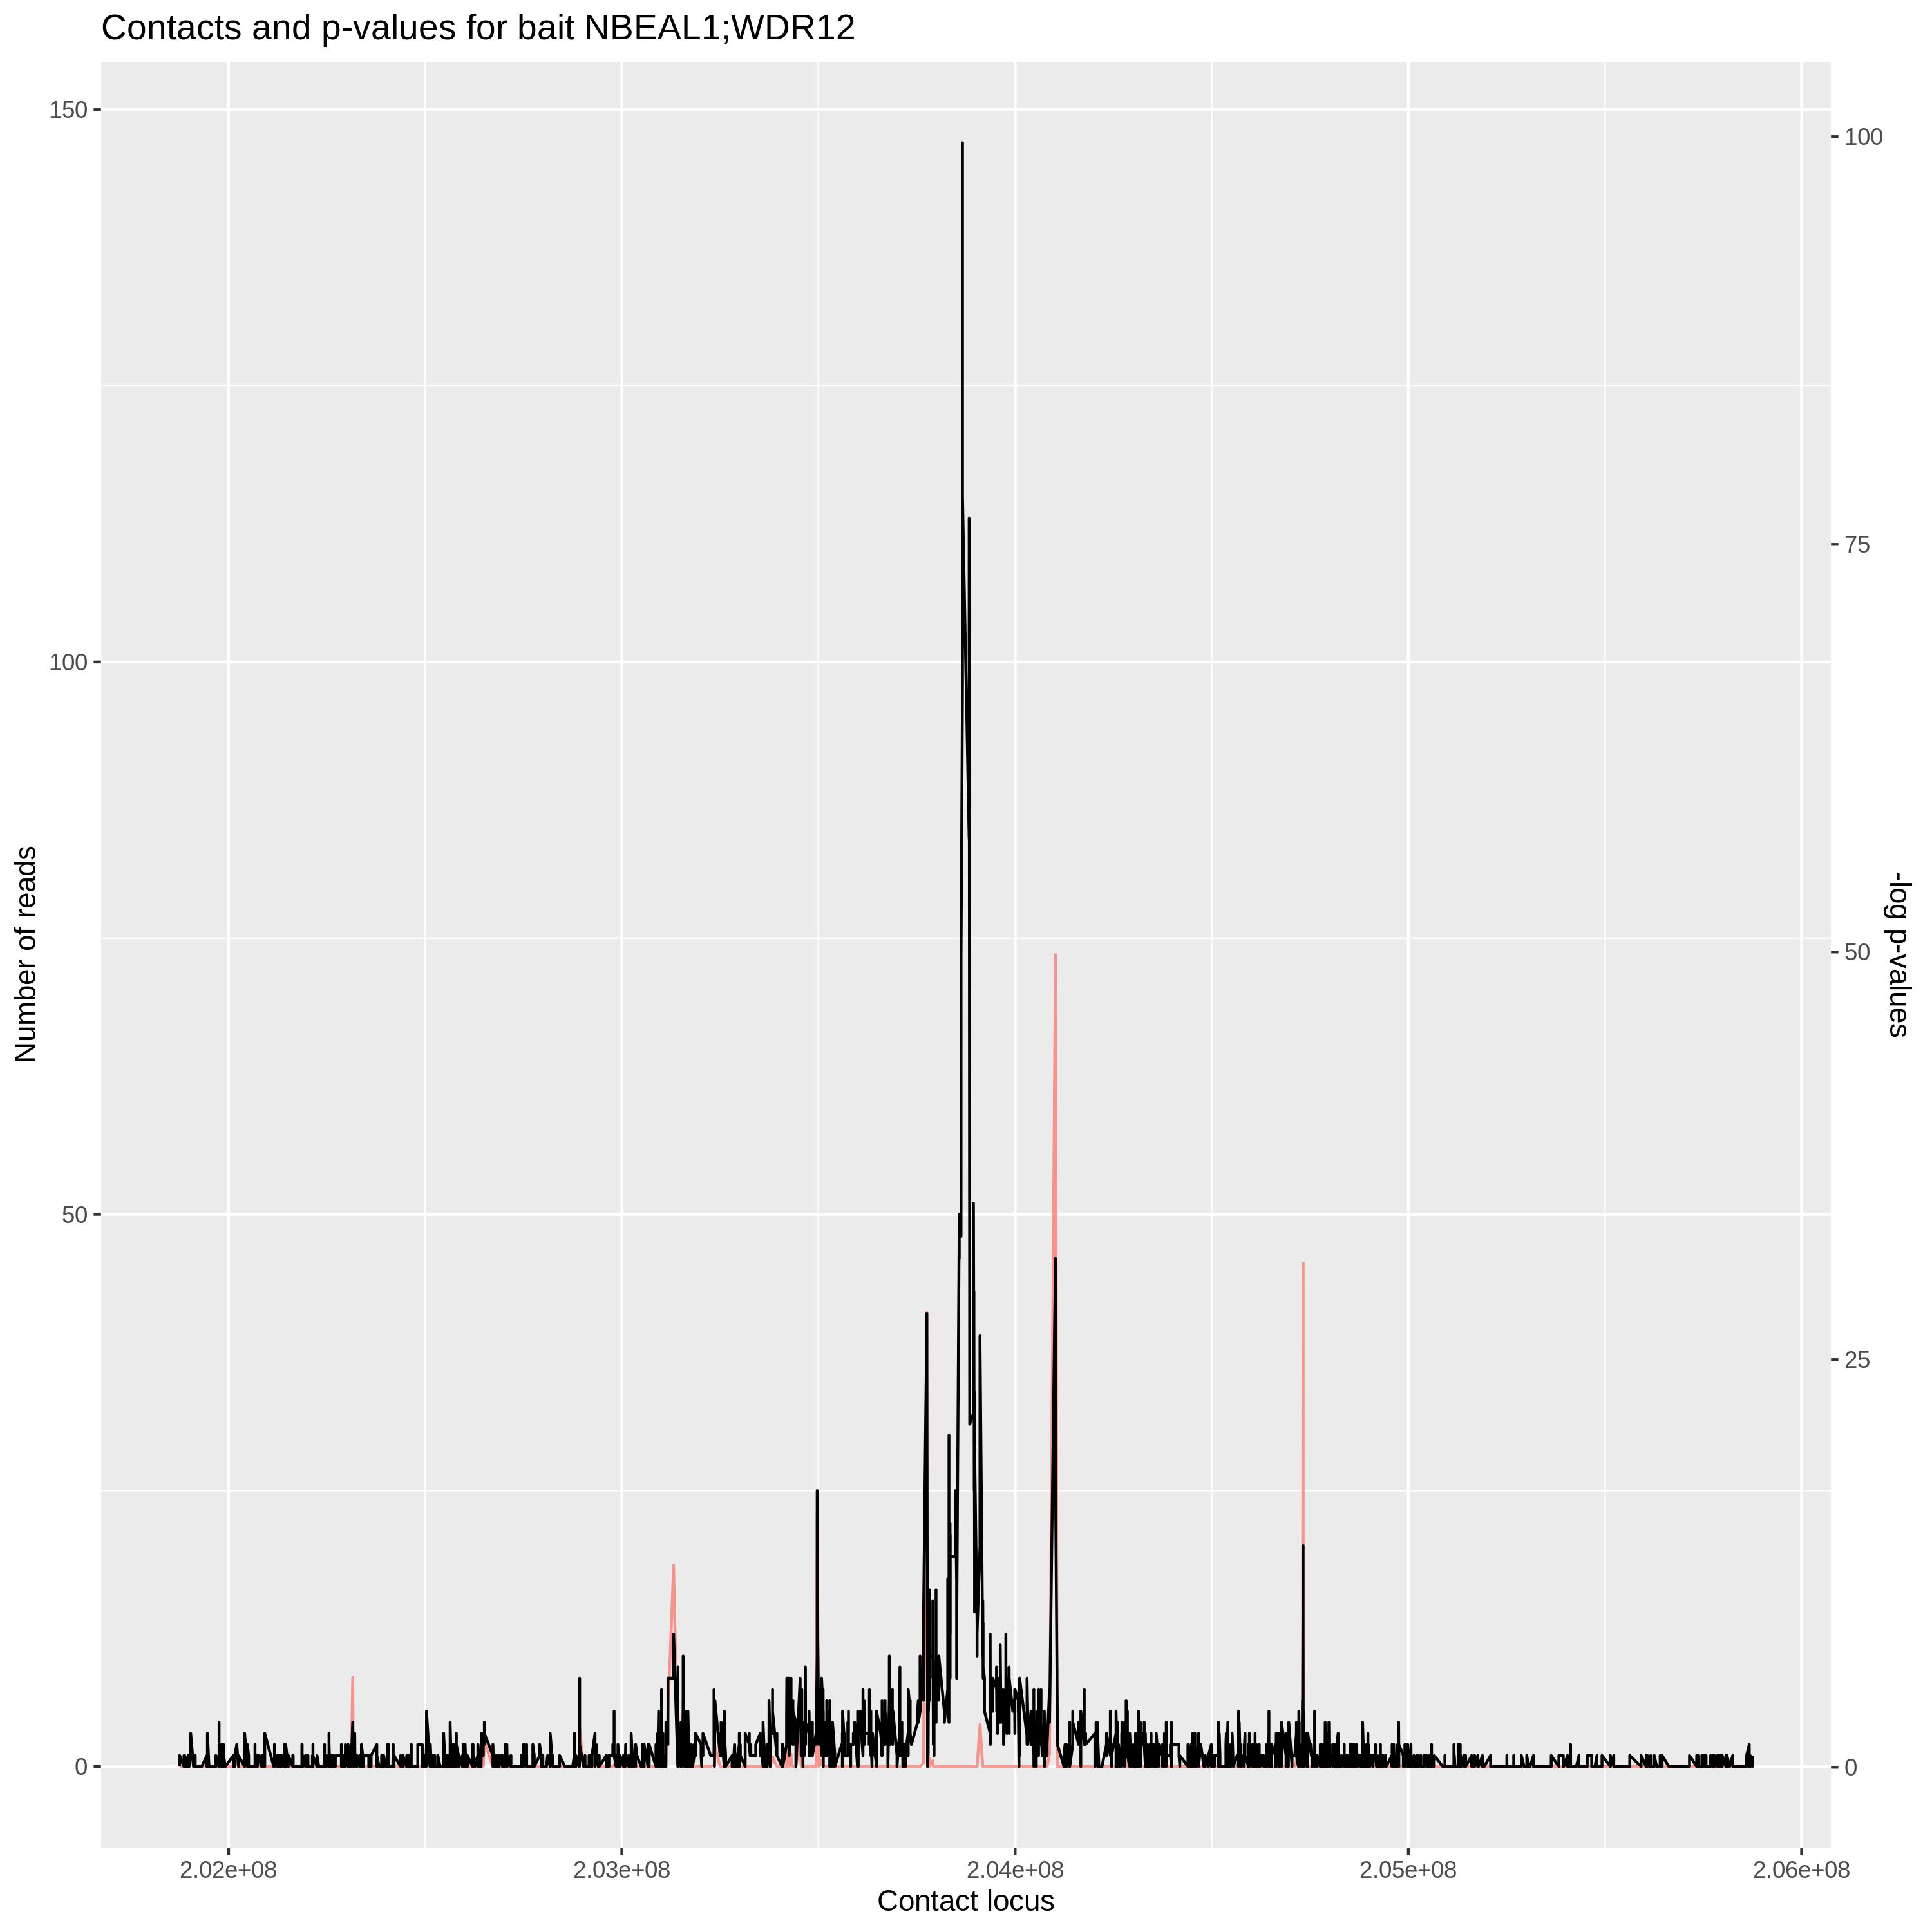 Contacts and p-values for bait NBEAL1;WDR12
150
100
50
0
Number of reads
100
75
50
25
0
-log p-values
2.02e+08
2.03e+08
2.04e+08
2.05e+08
2.06e+08
Contact locus